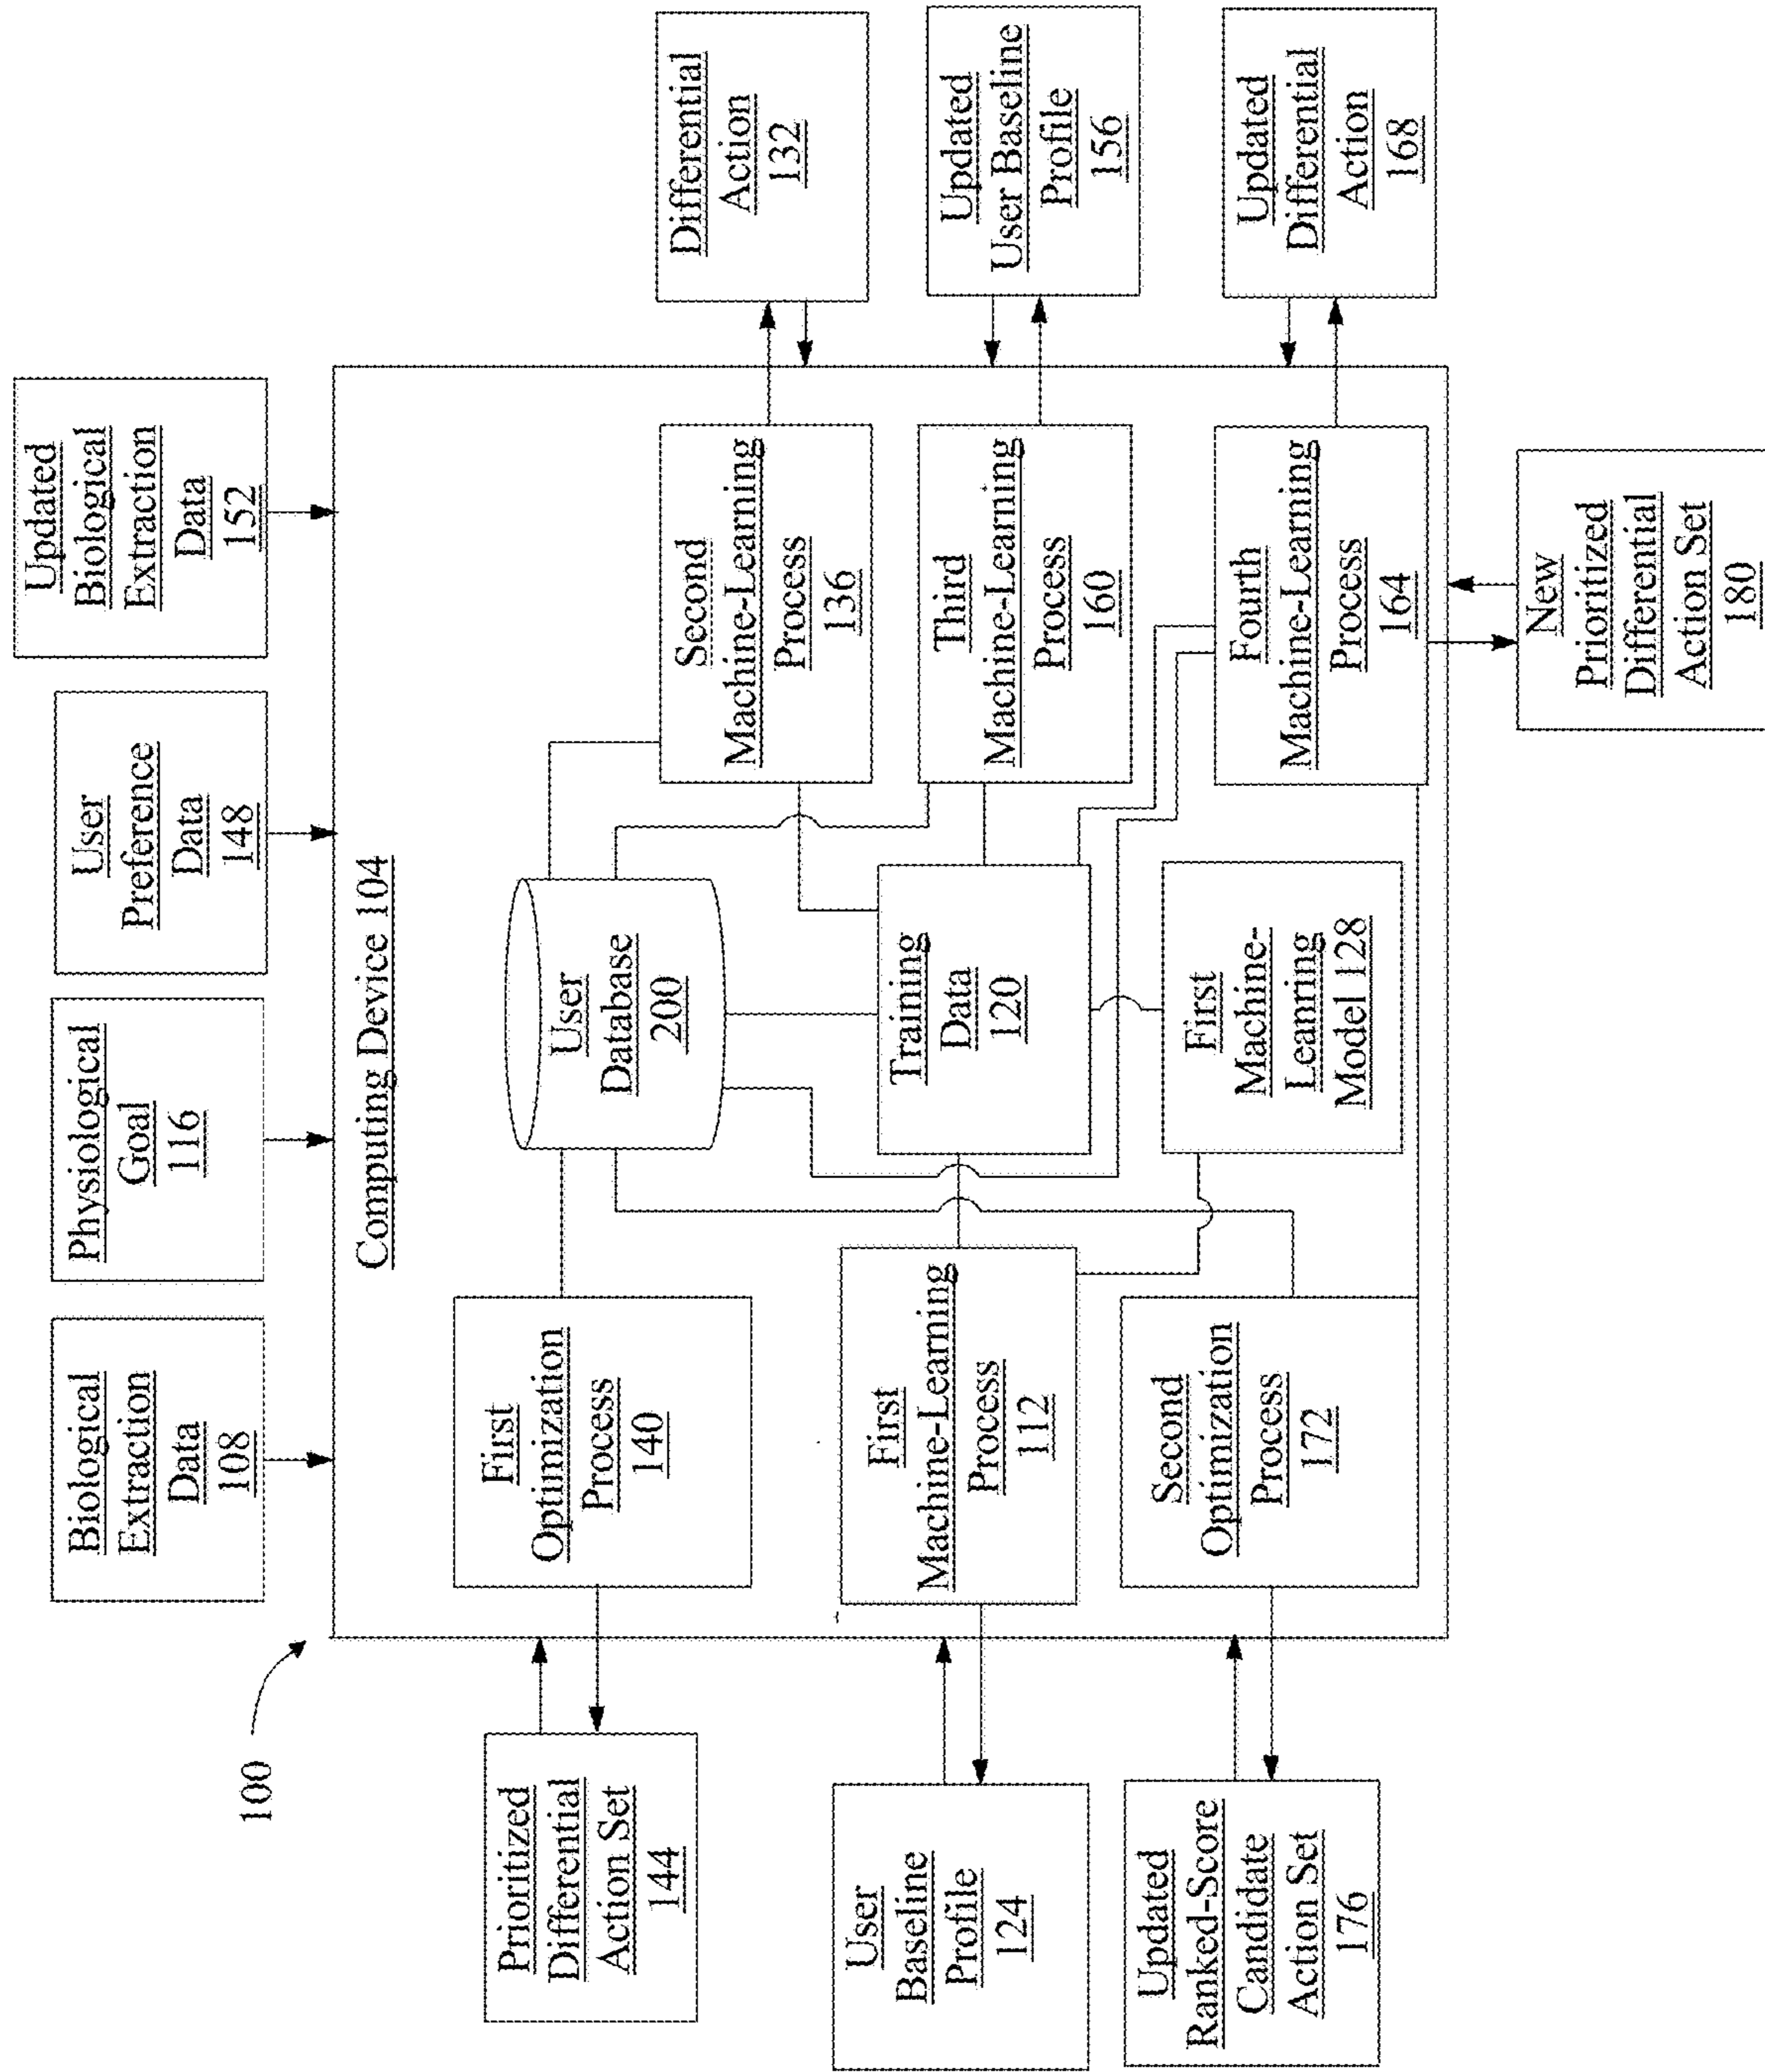 100
Biological
Extraction
Data
108
Physiological
Goal
116
User
Preference
Data
148
Updated
Biological
Extraction
Data
152
Computing Device 104
Prioritized
Differential
Action Set
144
First
Optimization
Process
140
User
Database
200
Second
Machine-Learning
Process
136
Differential
Action
132
User
Baseline
Profile
124
First
Machine-Learning
Process
112
Training
Data
120
Third
Machine-Learning
Process
160
Updated
User Baseline
Profile
156
Updated
Ranked-Score
Candidate
Action Set
176
Second
Optimization
Process
172
First
Machine-
Leanring
Model 128
Fourth
Machine-Learning
Process
164
Updated
Differential
Action
168
New
Prioritized
Differential
Action Set
180